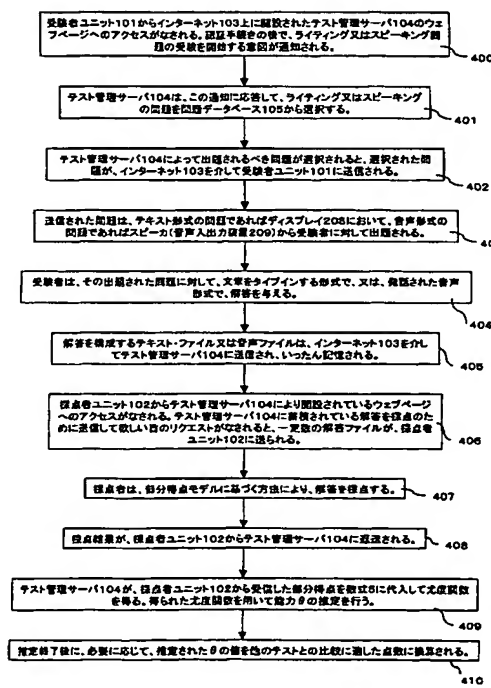 受験者ユニット101からインターネット103上に開設されたテスト管理サーバ104のウェ
ブページへのアクセスがなされる。認証手続きの後で、ライティング又はスピーキング問
題の受験を開始する意図が通知される。
400
テスト管理サーバ104は、この通知に応答して、ライティング又はスピーキング
の問題を問題データベース105から選択する。
401
テスト管理サーバ104によって出題されるべき問題が選択されると、選択された問
題が、インターネット103を介して受験者ユニット101に送信される。
402
送信された問題は、テキスト形式の問題であればディスプレイ208において、音声形式の
問題であればスピーカ(音声入出力装置209)から受験者に対して出題される。
受験者は、その出題された問題に対して、文章をタイプインする形式で、又は、発話された音声
形式で、解答を与える。
404
解答を構成するテキスト・ファイル又は音声ファイルは、インターネット103を介し
てテスト管理サーバ104に送信され、いったん記憶される。
405
採点者ユニット102からテスト管理サーバ104により開設されているウェブページ
へのアクセスがなされる。テスト管理サーバ104に蓄積されている解答を採点のた
めに送信して欲しい旨のリクエストがなされると、一定数の解答ファイルが、採点者
ユニット102に送られる。
406
採点者は、部分得点モデルに基づく方法により、解答を採点する。
407
採点結果が、採点者ユニット102からテスト管理サーバ104に返送される。
408
テスト管理サーバ104が、採点者ユニット102から受信した部分得点を数式5に代入して尤度関数
を得る。得られた尤度関数を用いて能力θの推定を行う。
409
推定終了後に、必要に応じて、推定されたθの値を他のテストとの比較に適した点数に換算される。
410